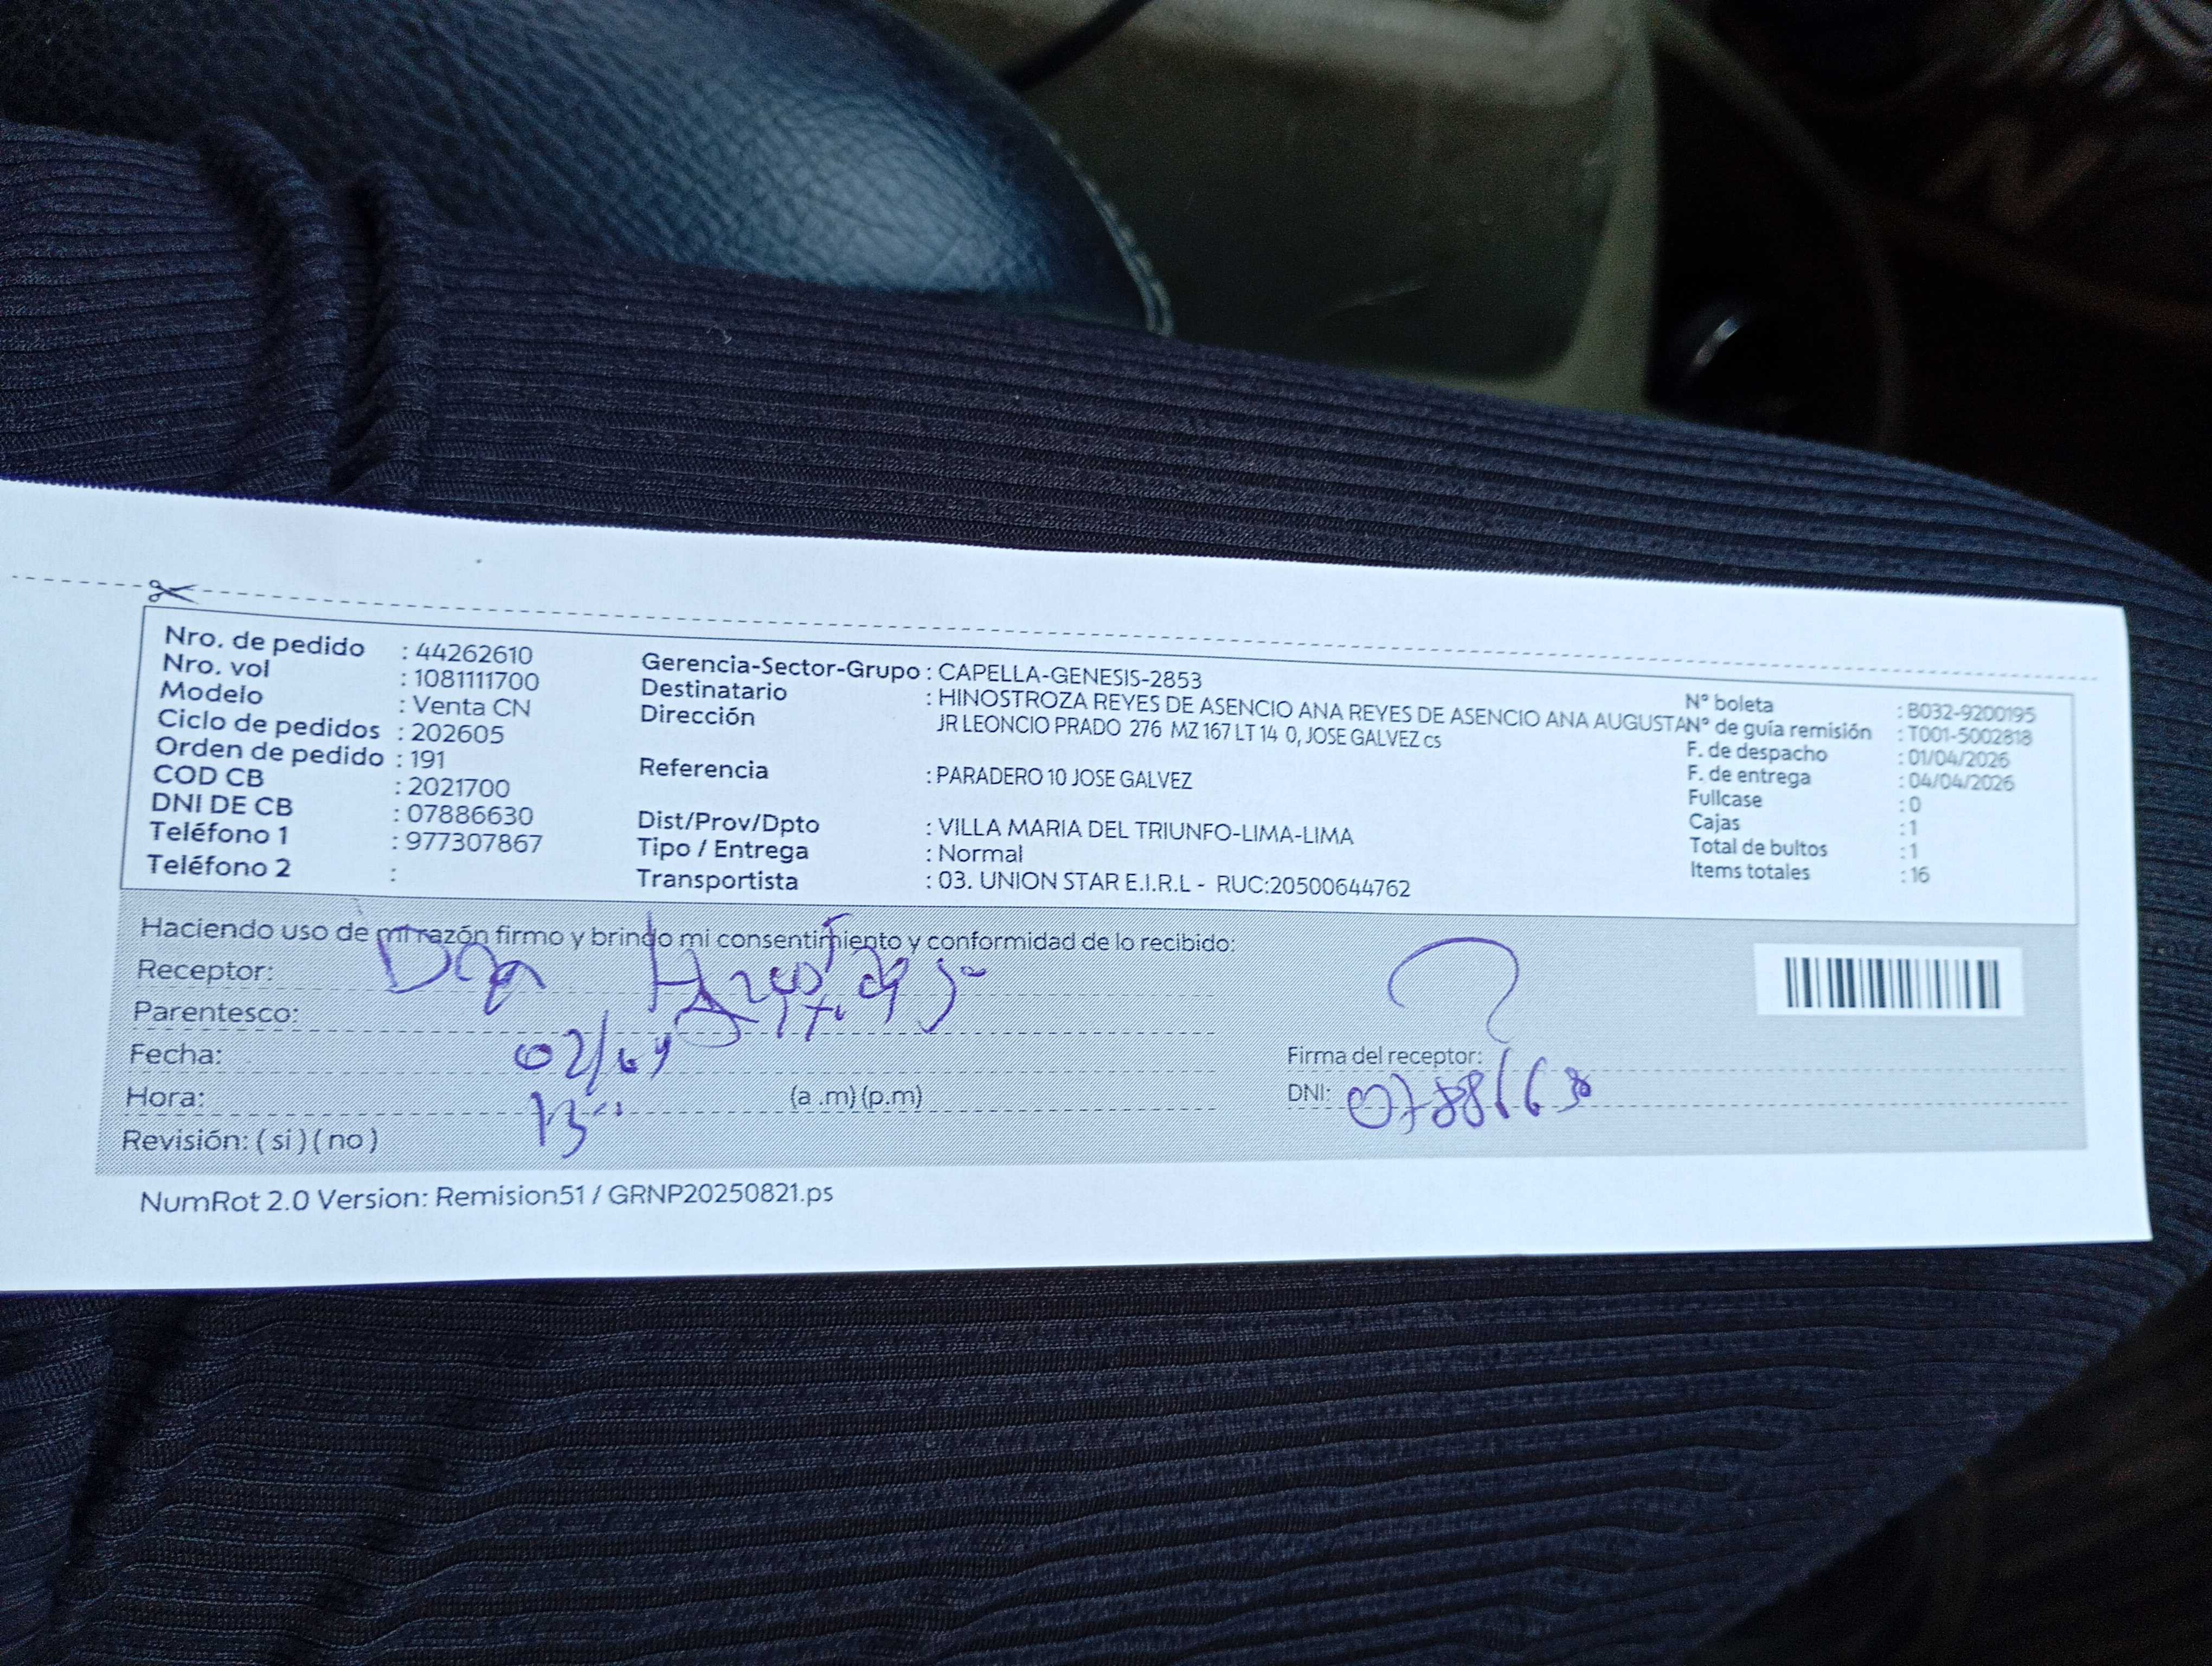 Nro. de pedido : 44262610
Nro. vol : 1081111700
Modelo : Venta CN
Ciclo de pedidos : 202605
Orden de pedido : 191
COD CB : 2021700
DNI DE CB : 07886630
Teléfono 1 : 977307867
Teléfono 2 :
Gerencia-Sector-Grupo : CAPELLA-GENESIS-2853
Destinatario : HINOSTROZA REYES DE ASENCIO ANA REYES DE ASENCIO ANA AUGUSTA
Dirección JR LEONCIO PRADO 276 MZ 167 LT 14 0, JOSE GALVEZ cs
Referencia : PARADERO 10 JOSE GALVEZ
Dist/Prov/Dpto : VILLA MARIA DEL TRIUNFO-LIMA-LIMA
Tipo / Entrega : Normal
Transportista : 03. UNION STAR E.I.R.L - RUC:20500644762
N° boleta : B032-9200195
N° de guía remisión : T001-5002818
F. de despacho : 01/04/2026
F. de entrega : 04/04/2026
Fullcase : 0
Cajas : 1
Total de bultos : 1
Items totales : 16
Haciendo uso de mi razón firmo y brindo mi consentimiento y conformidad de lo recibido:
Receptor:
Parentesco:
Fecha: 02/04
Hora: 13 (a .m) (p.m)
Revisión: ( si ) ( no )
Firma del receptor:
DNI: 07886630
NumRot 2.0 Version: Remision51 / GRNP20250821.ps